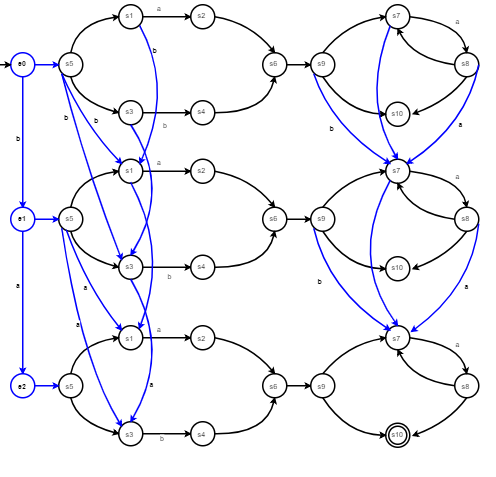 s1 a s2 s7 a
b
e0 s5 s6 s9 s8
b s3 b s4 s10
b b b a
s1 a s2 s7 a
e1 s5 s6 s9 s8
s3 b s4 s10
a a b a
a
s1 a s2 s7 a
e2 s5 s6 s9 s8
a
s3 b s4 s10